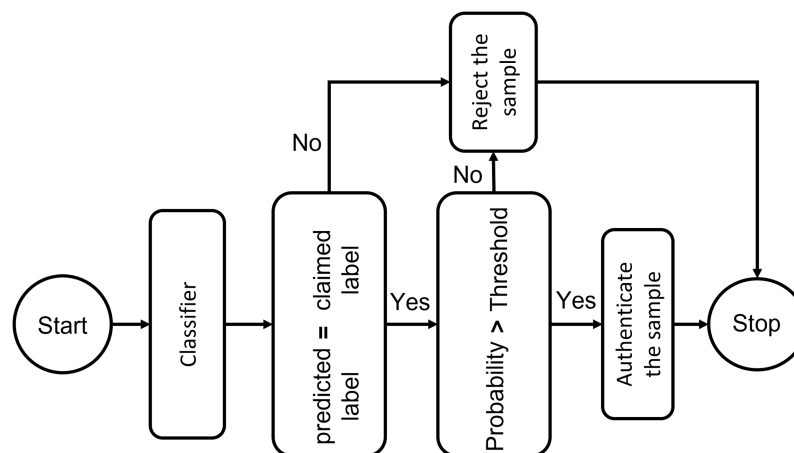 Start
Classifier
predicted = claimed
label label
No
Yes
Probability > Threshold
No
Yes
Reject the
sample
Authenticate
the sample
Stop